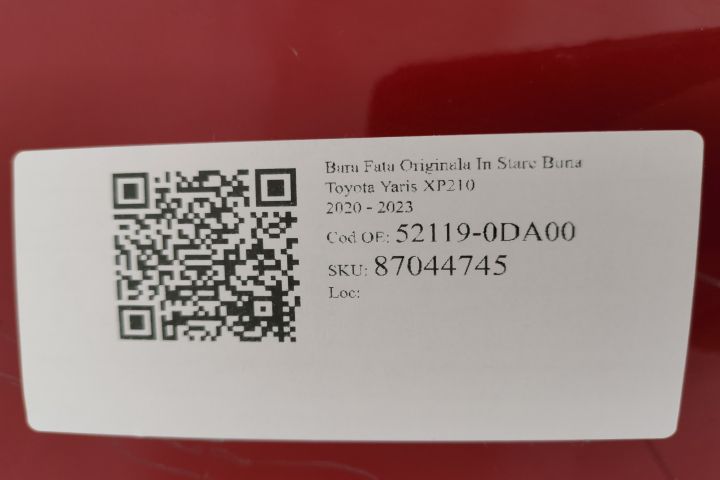 Bara Fata Originala In Stare Buna
Toyota Yaris XP210
2020 - 2023
Cod OE: 52119-0DA00
SKU: 87044745
Loc: